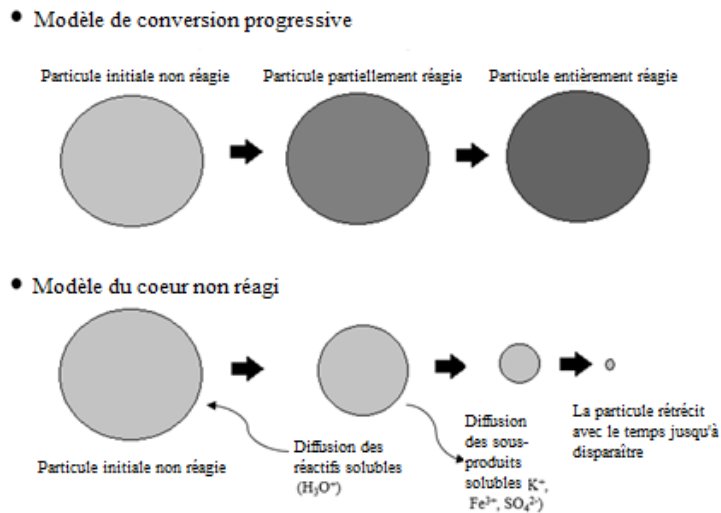 • Modèle de conversion progressive
Particule initiale non réagie
Particule partiellement réagie
Particule entièrement réagie
• Modèle du coeur non réagi
Particule initiale non réagie
Diffusion des
réactifs solubles
(H₃O⁺)
Diffusion
des sous-
produits
solubles K⁺,
Fe³⁺, SO₄²⁻)
La particule rétrécit
avec le temps jusqu'à
disparaître